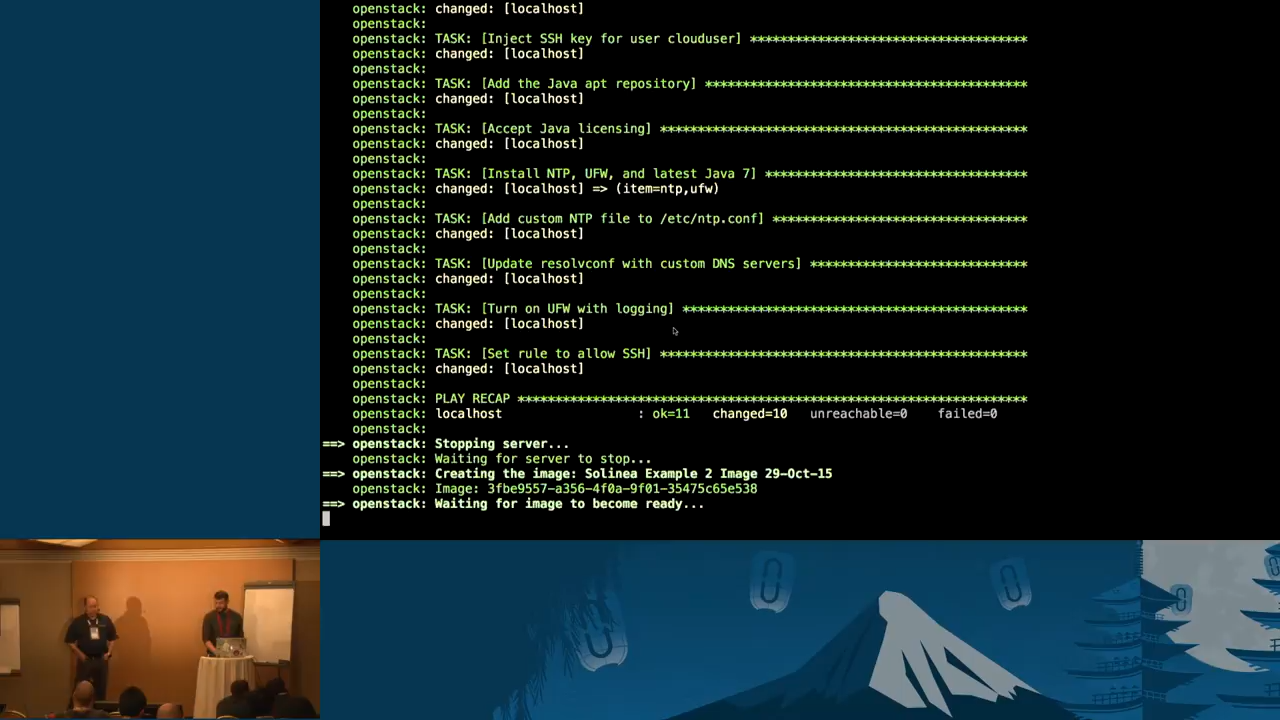 openstack: changed: [localhost]
openstack:
openstack: TASK: [Inject SSH key for user clouduser] *************************************
openstack: changed: [localhost]
openstack:
openstack: TASK: [Add the Java apt repository] *******************************************
openstack: changed: [localhost]
openstack:
openstack: TASK: [Accept Java licensing] *************************************************
openstack: changed: [localhost]
openstack:
openstack: TASK: [Install NTP, UFW, and latest Java 7] ***********************************
openstack: changed: [localhost] => (item=ntp,ufw)
openstack:
openstack: TASK: [Add custom NTP file to /etc/ntp.conf] **********************************
openstack: changed: [localhost]
openstack:
openstack: TASK: [Update resolvconf with custom DNS servers] *****************************
openstack: changed: [localhost]
openstack:
openstack: TASK: [Turn on UFW with logging] **********************************************
openstack: changed: [localhost]
openstack:
openstack: TASK: [Set rule to allow SSH] *************************************************
openstack: changed: [localhost]
openstack:
openstack: PLAY RECAP ********************************************************************
openstack: localhost : ok=11 changed=10 unreachable=0 failed=0
openstack:
==> openstack: Stopping server...
openstack: Waiting for server to stop...
==> openstack: Creating the image: Solinea Example 2 Image 29-Oct-15
openstack: Image: 3fbe9557-a356-4f0a-9f01-35475c65e538
==> openstack: Waiting for image to become ready...